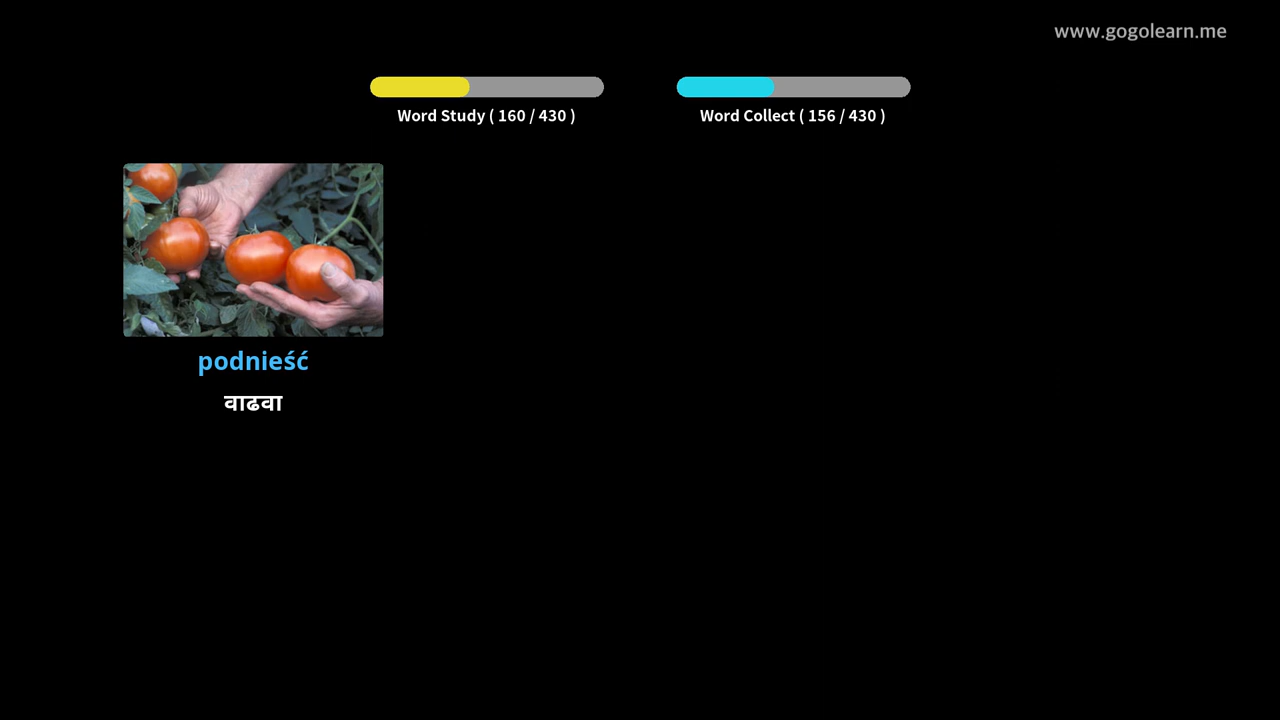 www.gogolearn.me
Word Study ( 160 / 430 )
Word Collect ( 156 / 430 )
podnieść
वाढवा